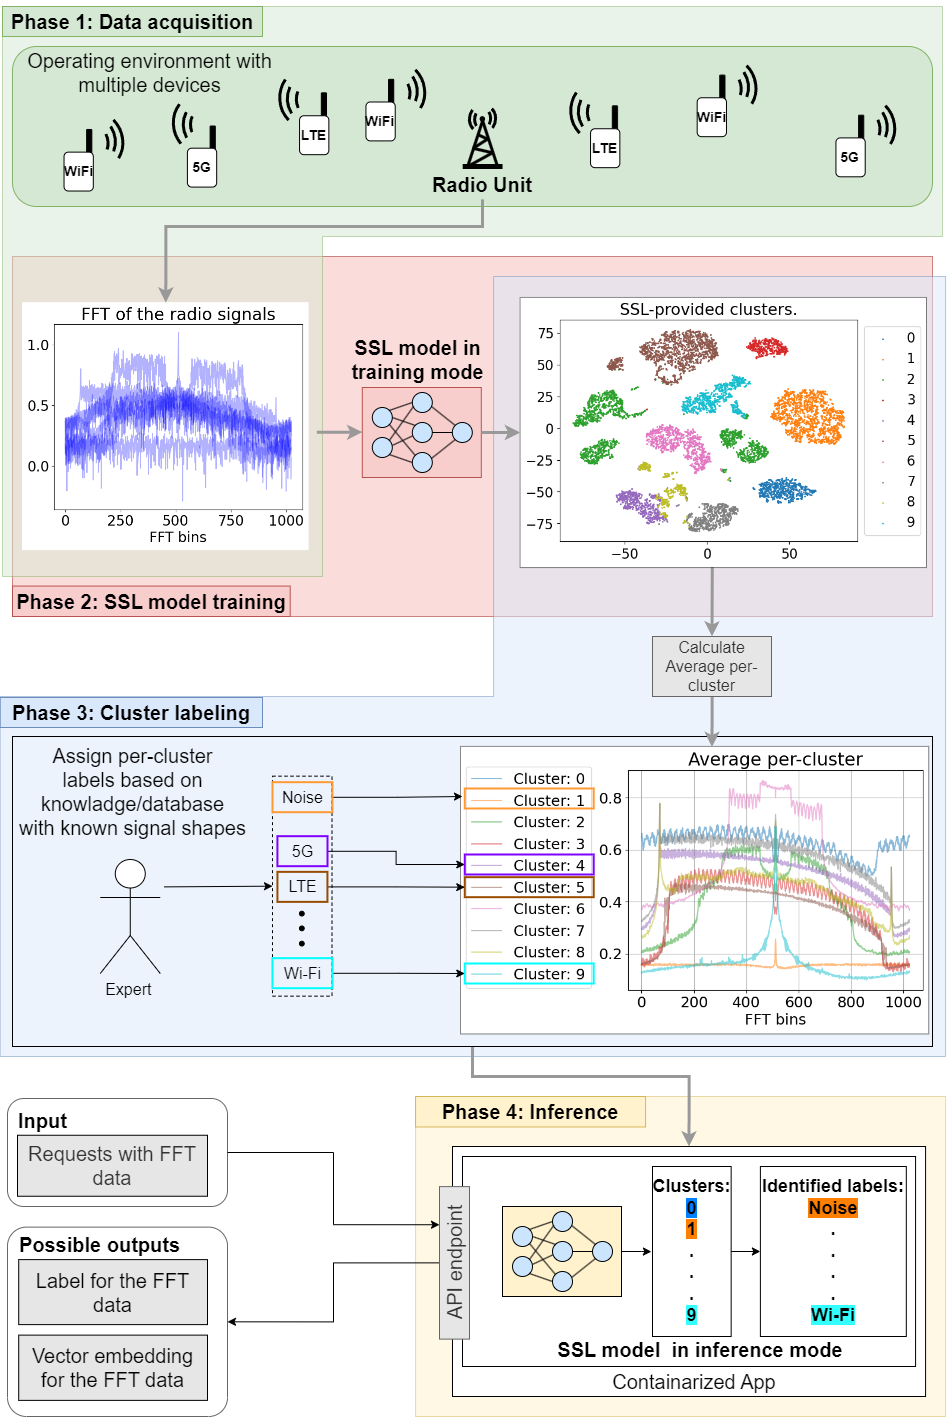 Phase 1: Data acquisition
Operating environment with
multiple devices
WiFi
5G
LTE
WiFi
LTE
WiFi
5G
Radio Unit
FFT of the radio signals
1.0
0.5
0.0
0 250 500 750 1000
FFT bins
SSL model in
training mode
SSL-provided clusters.
75
50
25
0
−25
−50
−75
−50 0 50
0
1
2
3
4
5
6
7
8
9
Phase 2: SSL model training
Calculate
Average per-
cluster
Phase 3: Cluster labeling
Assign per-cluster
labels based on
knowladge/database
with known signal shapes
Expert
Noise
5G
LTE
Wi-Fi
Cluster: 0
Cluster: 1
Cluster: 2
Cluster: 3
Cluster: 4
Cluster: 5
Cluster: 6
Cluster: 7
Cluster: 8
Cluster: 9
Average per-cluster
0.8
0.6
0.4
0.2
0 200 400 600 800 1000
FFT bins
Input
Requests with FFT
data
Possible outputs
Label for the FFT
data
Vector embedding
for the FFT data
Phase 4: Inference
API endpoint
Clusters:
0
1
.
.
.
9
Identified labels:
Noise
.
.
.
.
Wi-Fi
SSL model in inference mode
Containarized App